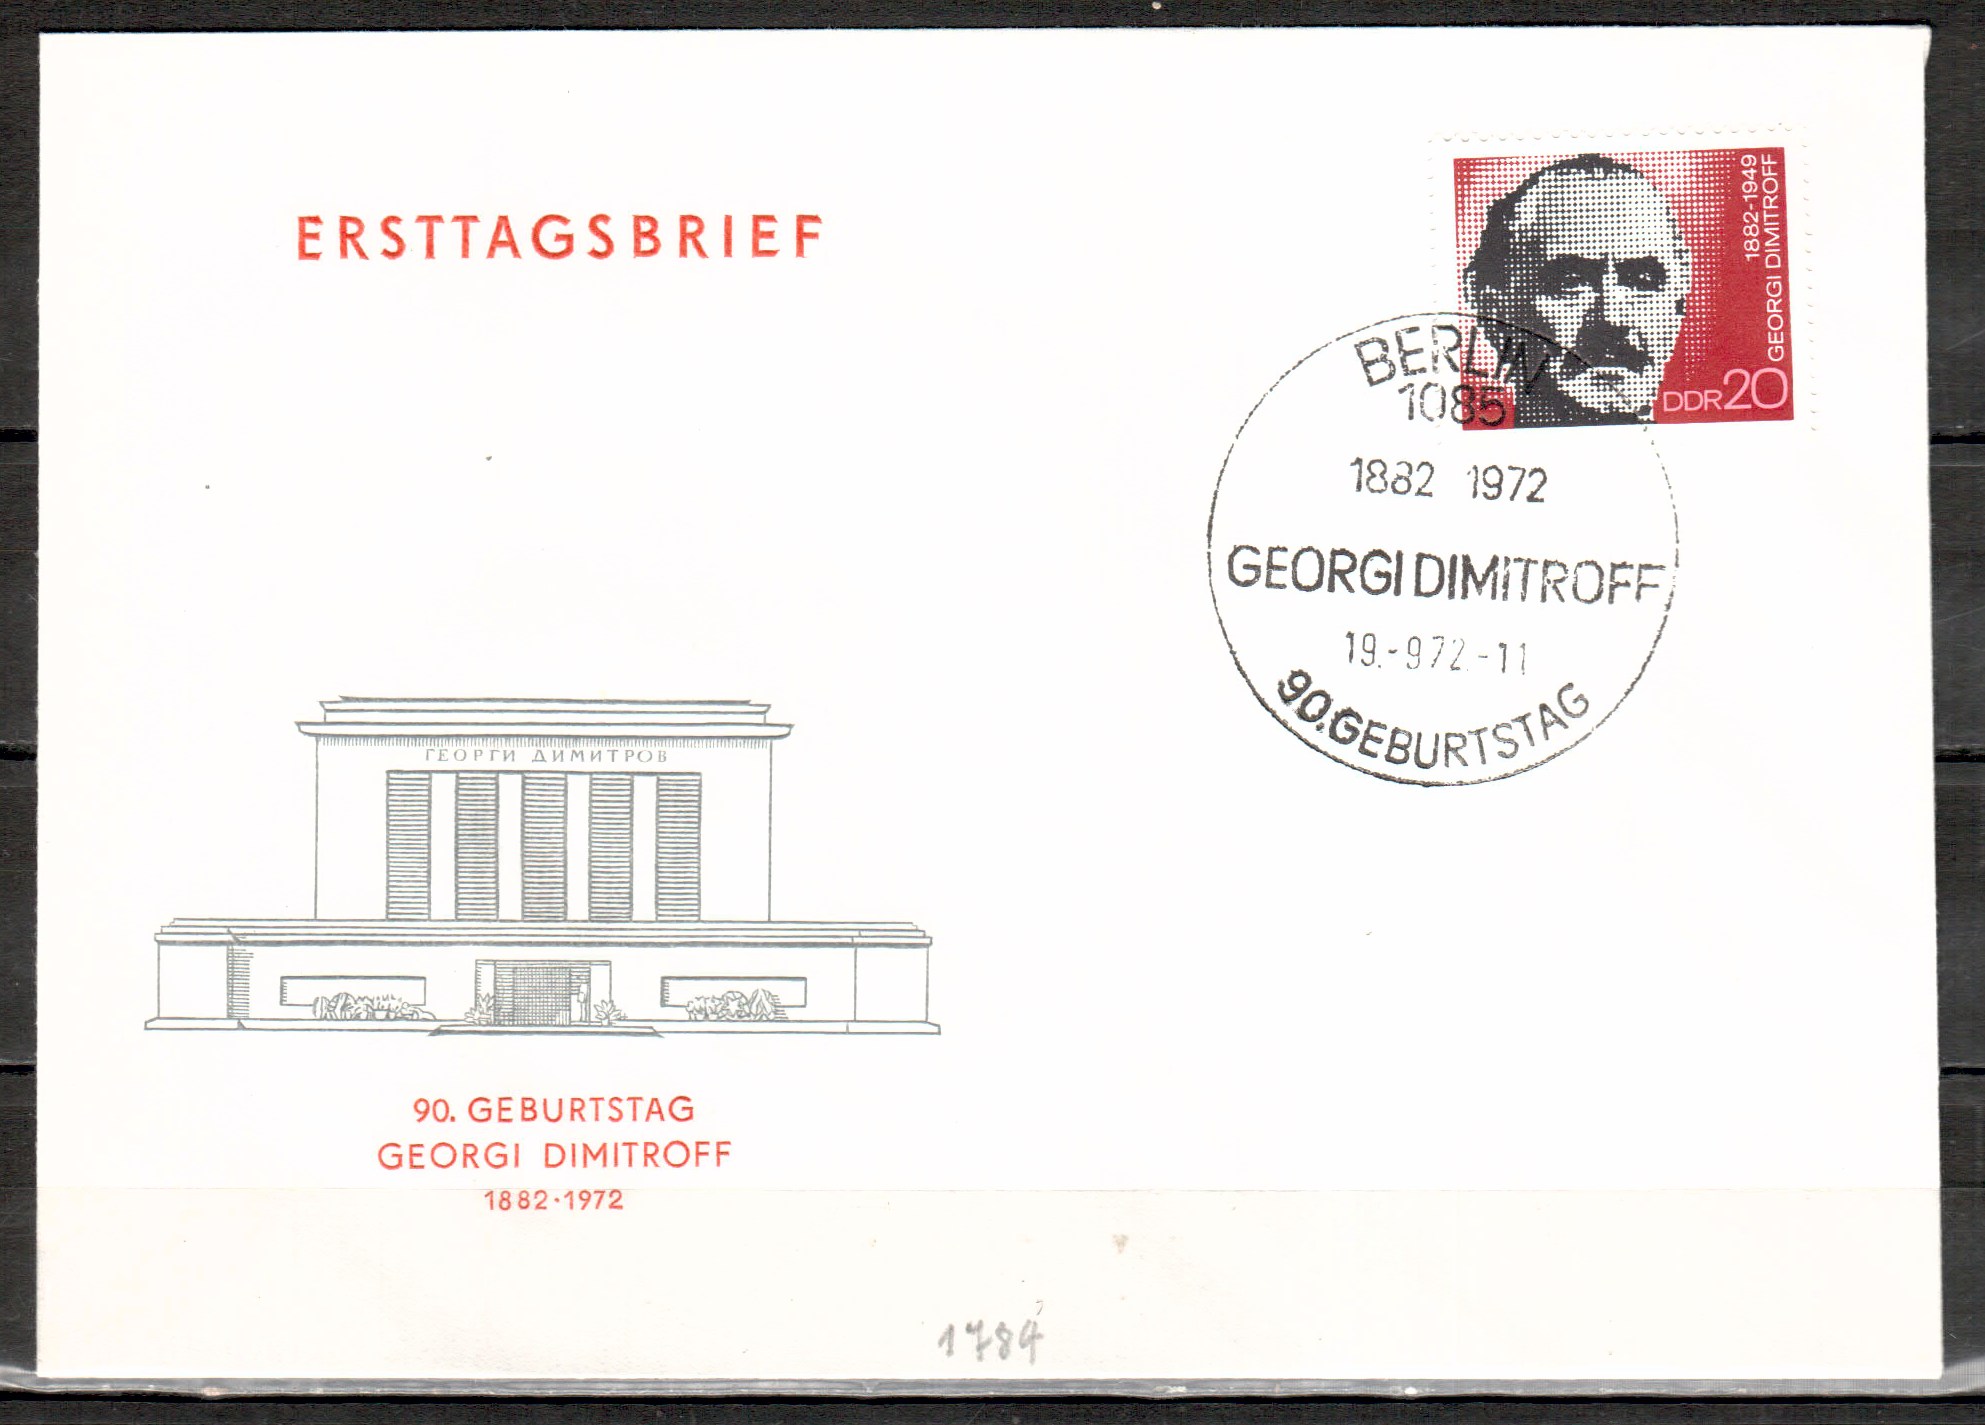 ERSTTAGSBRIEF
1882-1949
GEORGI DIMITROFF
DDR 20
BERLIN
1085
1882 1972
GEORGI DIMITROFF
19.-9.72.-11
90. GEBURTSTAG
ГЕОРГИ ДИМИТРОВ
90. GEBURTSTAG
GEORGI DIMITROFF
1882·1972
1784